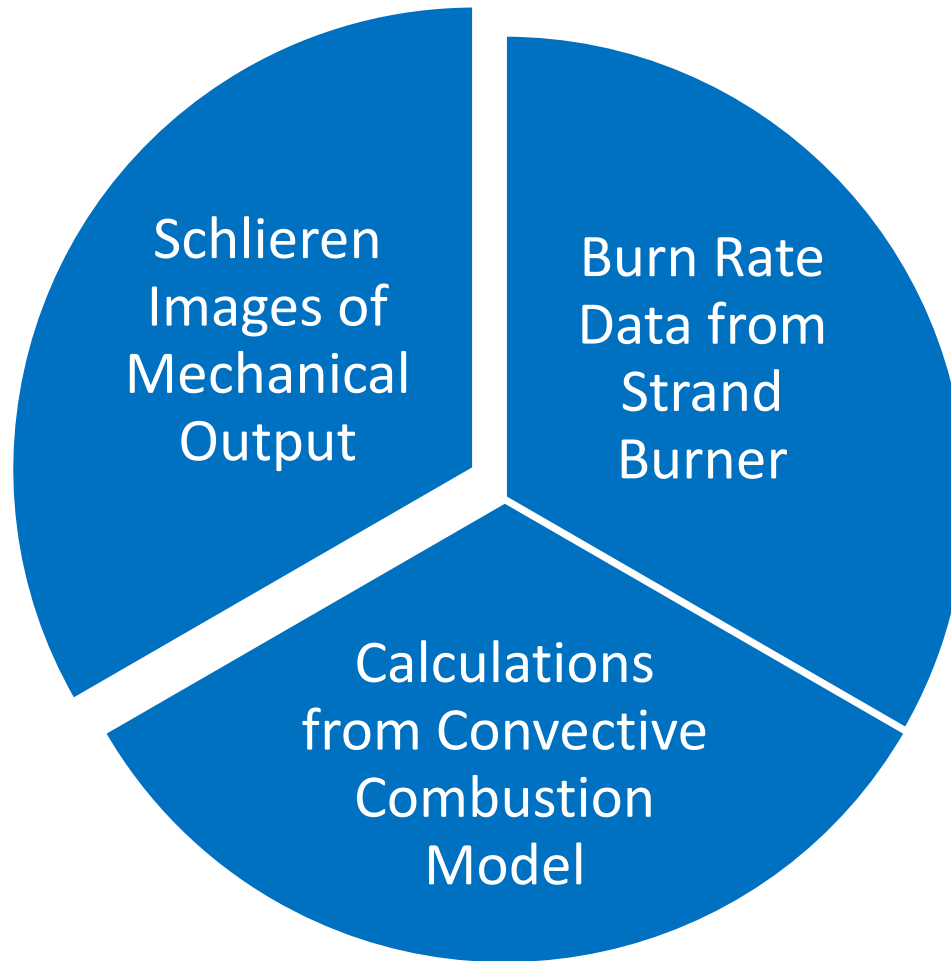 Schlieren
Images of
Mechanical
Output
Burn Rate
Data from
Strand
Burner
Calculations
from Convective
Combustion
Model